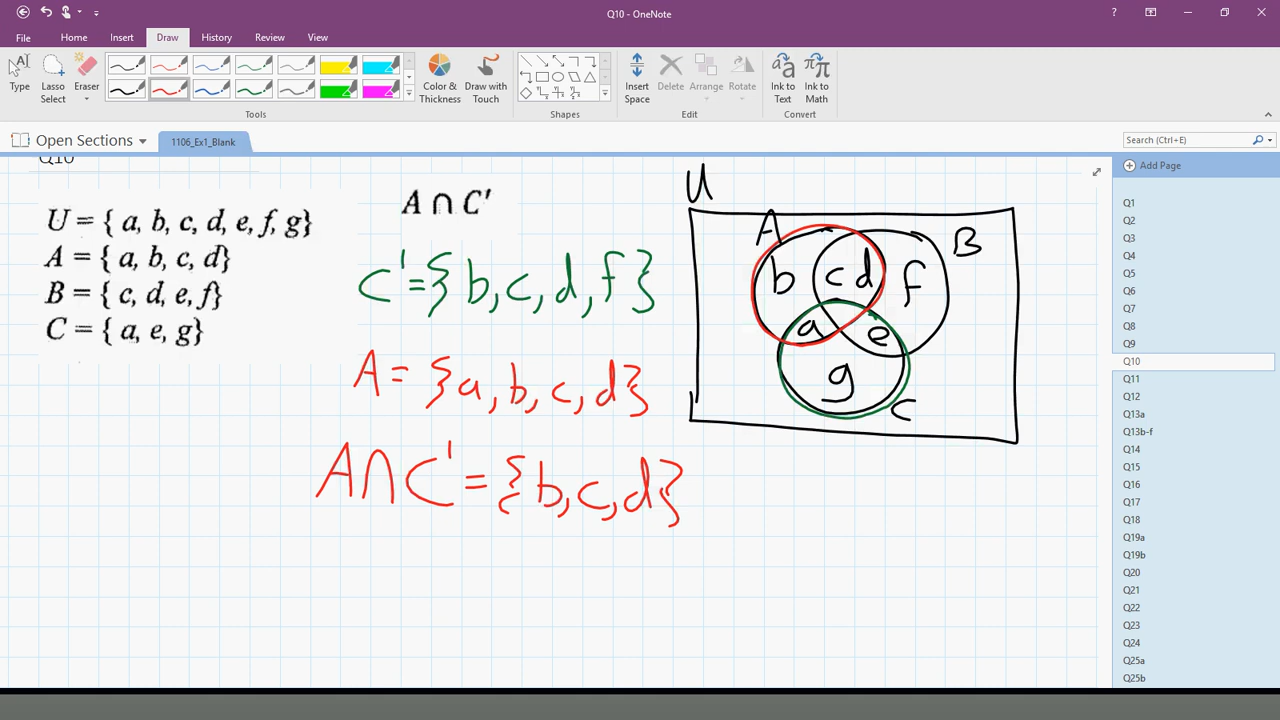 Q10 - OneNote
?
File
Home
Insert
Draw
History
Review
View
Type
Lasso
Select
Eraser
Color &
Thickness
Draw with
Touch
Insert
Space
Delete
Arrange
Rotate
Ink to
Text
Ink to
Math
Tools
Shapes
Edit
Convert
Open Sections
1106_Ex1_Blank
Search (Ctrl+E)
Q10
U = { a, b, c, d, e, f, g}
A = { a, b, c, d}
B = { c, d, e, f}
C = { a, e, g}
A ∩ C'
C' = {b, c, d, f}
A = {a, b, c, d}
A∩C' = {b, c, d}
U
A
B
b
c
d
f
a
e
g
C
Add Page
Q1
Q2
Q3
Q4
Q5
Q6
Q7
Q8
Q9
Q10
Q11
Q12
Q13a
Q13b-f
Q14
Q15
Q16
Q17
Q18
Q19a
Q19b
Q20
Q21
Q22
Q23
Q24
Q25a
Q25b